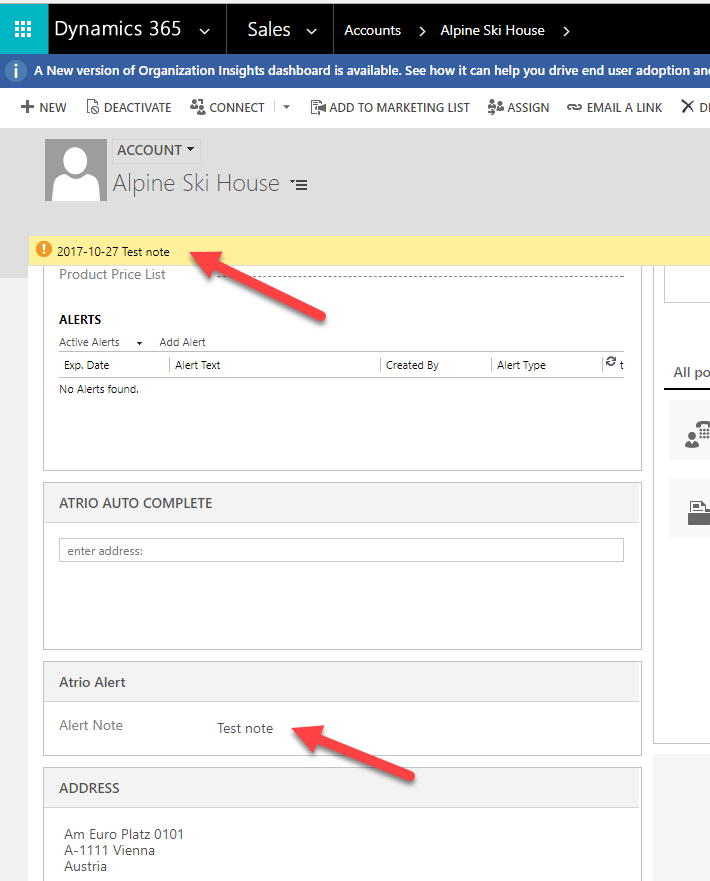 Dynamics 365 Sales Accounts Alpine Ski House
A New version of Organization Insights dashboard is available. See how it can help you drive end user adoption an
NEW DEACTIVATE CONNECT ADD TO MARKETING LIST ASSIGN EMAIL A LINK
ACCOUNT
Alpine Ski House
2017-10-27 Test note
Product Price List
ALERTS
Active Alerts Add Alert
Exp. Date Alert Text Created By Alert Type t
No Alerts found.
All po
ATRIO AUTO COMPLETE
enter address:
Atrio Alert
Alert Note Test note
ADDRESS
Am Euro Platz 0101
A-1111 Vienna
Austria